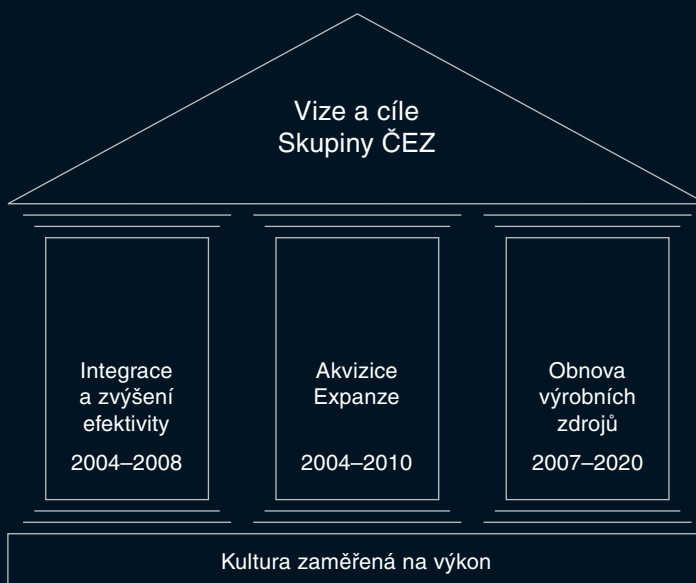 Vize a cíle
Skupiny ČEZ
Integrace
a zvýšení
efektivity
2004–2008
Akvizice
Expanze
2004–2010
Obnova
výrobních
zdrojů
2007–2020
Kultura zaměřená na výkon